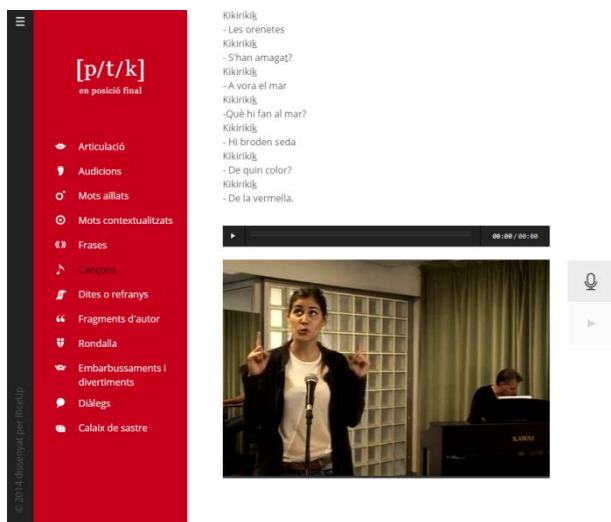 [p/t/k]
en posició final
Articulació
Audicions
Mots aïllats
Mots contextualitzats
Frases
Cançons
Dites o refranys
Fragments d'autor
Rondalla
Embarbussaments i
divertiments
Diàlegs
Calaix de sastre
© 2014 dissenyat per RiceUp
Kikirikik
- Les orenetes
Kikirikik
- S'han amagat?
Kikirikik
- A vora el mar
Kikirikik
-Què hi fan al mar?
Kikirikik
- Hi broden seda
Kikirikik
- De quin color?
Kikirikik
- De la vermella.
00:00/00:00
KAWAI